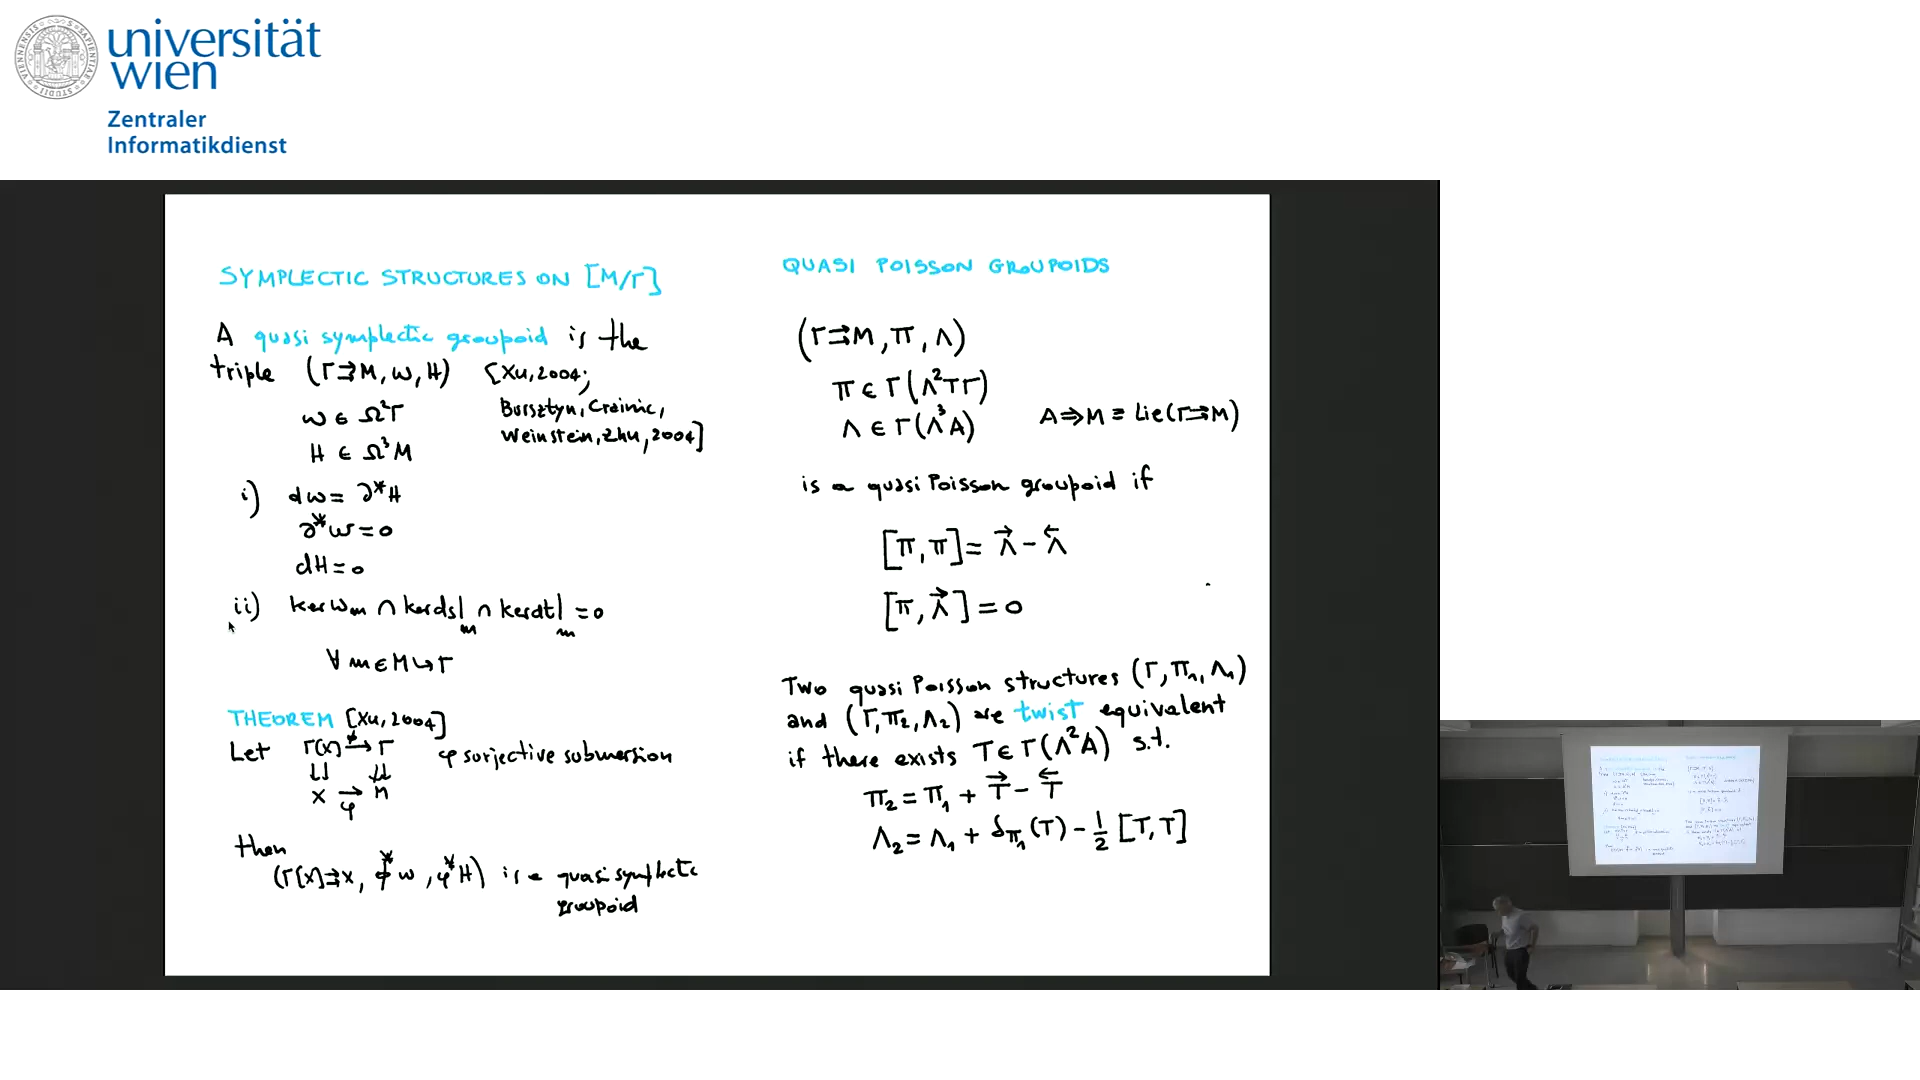 universität
wien
Zentraler
Informatikdienst
SYMPLECTIC STRUCTURES ON [M/Γ]
A quasi symplectic groupoid is the
triple (Γ⇉M, ω, H) [Xu, 2004;
Bursztyn, Crainic,
Weinstein, Zhu, 2004]
ω ∈ Ω²Γ
H ∈ Ω³M
i) dω = ∂*H
∂*ω = 0
dH = 0
ii) ker ωm ∩ ker ds|m ∩ ker dt|m = 0
∀ m ∈ M ↪ Γ
THEOREM [Xu, 2004]
Let Γ[X] →ϕ Γ φ surjective submersion
⇊ ⇊
X →φ M
then
(Γ[X]⇉X, ϕ*ω, φ*H) is a quasi symplectic
groupoid
QUASI POISSON GROUPOIDS
(Γ⇉M, π, Λ)
π ∈ Γ(Λ²TΓ)
Λ ∈ Γ(Λ³A) A⇒M ≡ Lie(Γ⇉M)
is a quasi Poisson groupoid if
[π, π] = Λ⃗ - Λ⃖
[π, Λ⃗] = 0
Two quasi Poisson structures (Γ, π₁, Λ₁)
and (Γ, π₂, Λ₂) are twist equivalent
if there exists T ∈ Γ(Λ²A) s.t.
π₂ = π₁ + T⃗ - T⃖
Λ₂ = Λ₁ + δπ₁(T) - ½ [T, T]